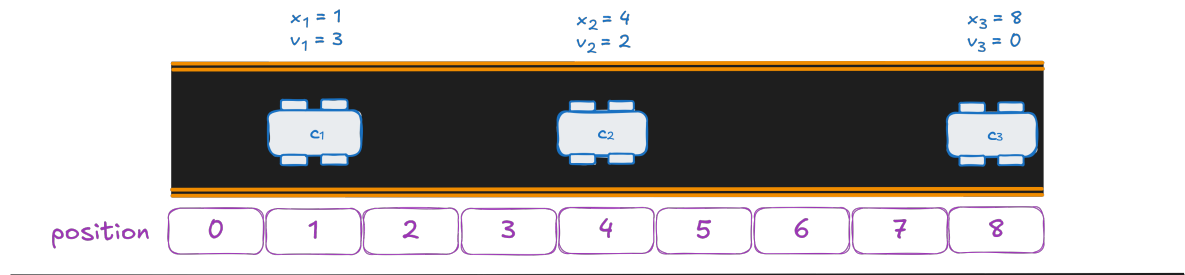 x₁ = 1
v₁ = 3
x₂ = 4
v₂ = 2
x₃ = 8
v₃ = 0
c₁
c₂
c₃
position 0 1 2 3 4 5 6 7 8